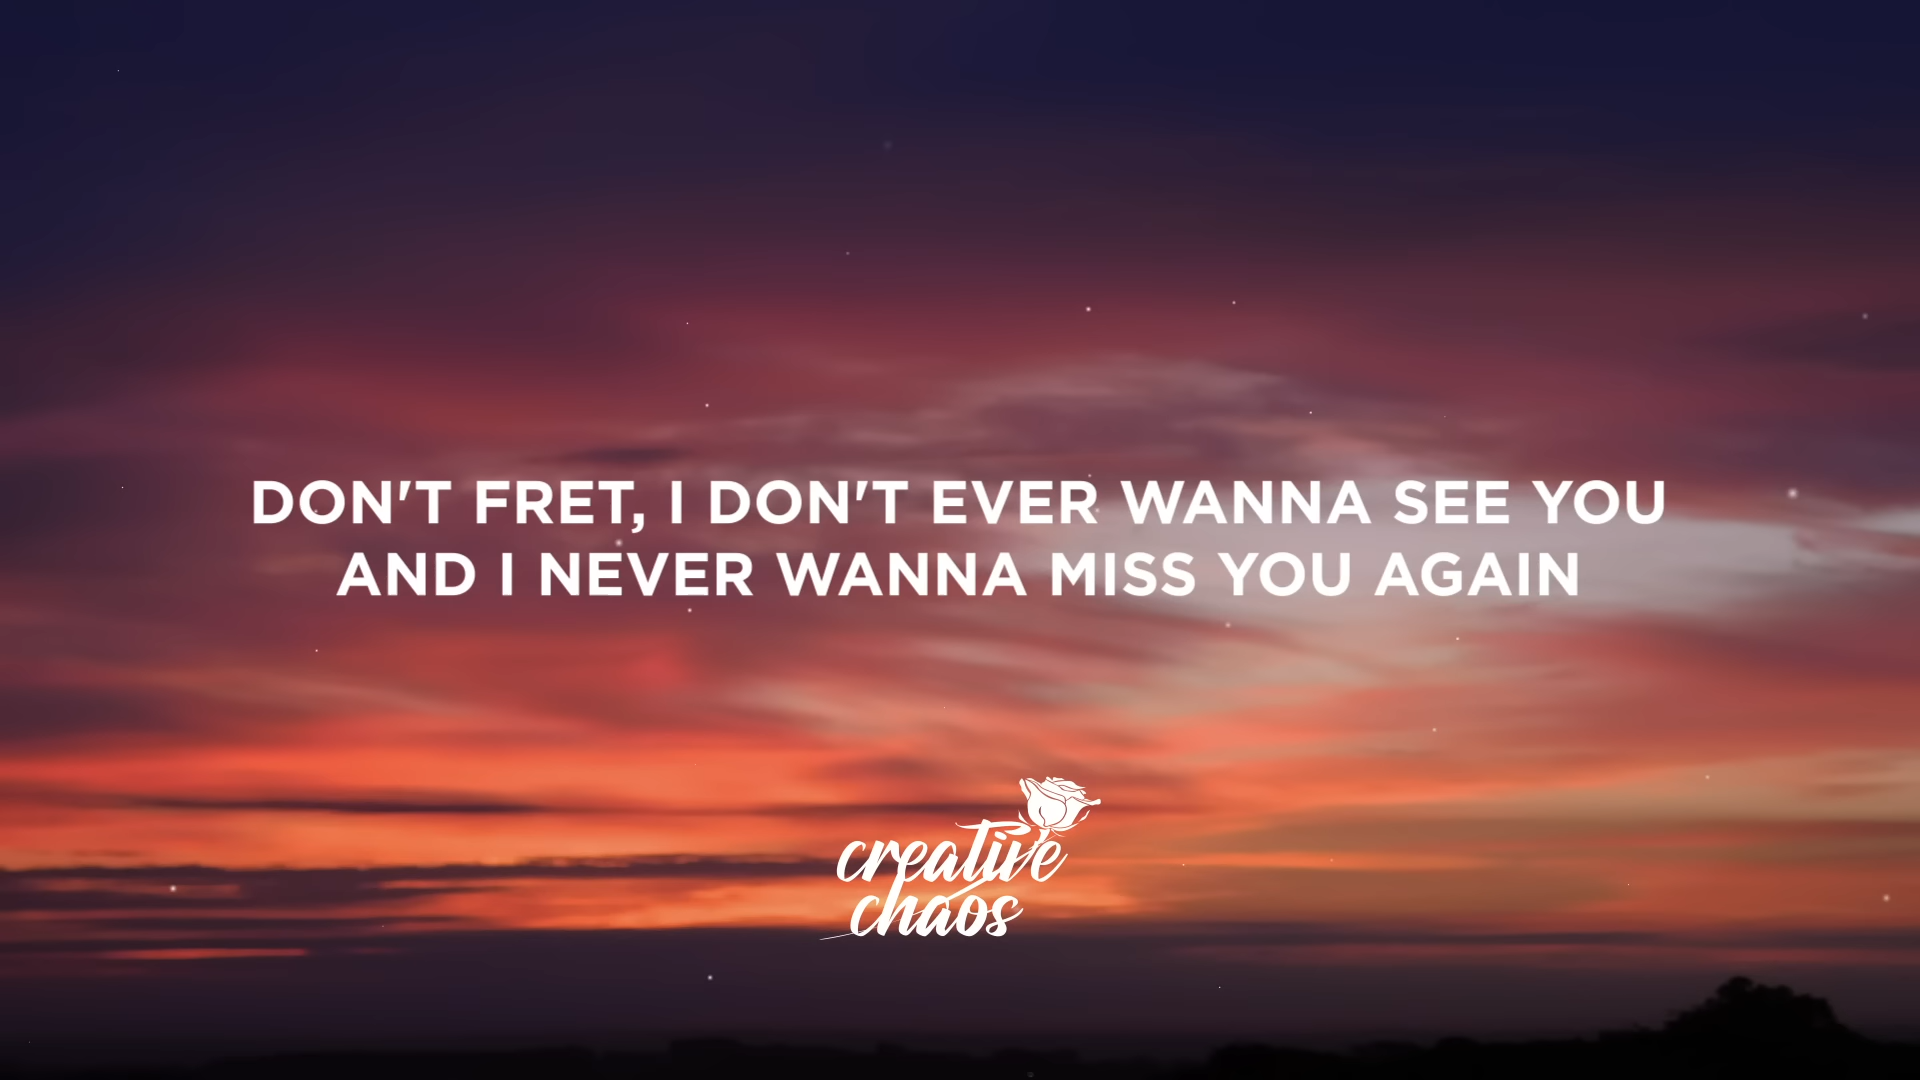 DON'T FRET, I DON'T EVER WANNA SEE YOU
AND I NEVER WANNA MISS YOU AGAIN
creative
chaos